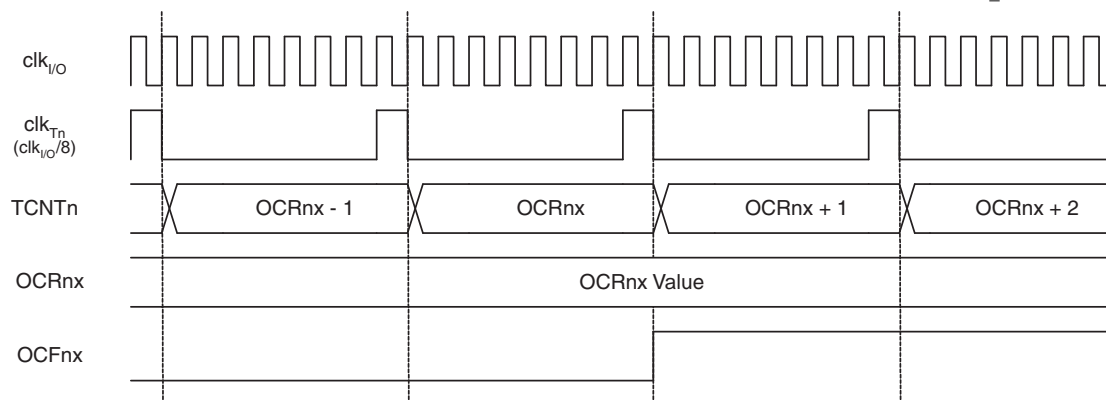 clkI/O
clkTn
(clkI/O/8)
TCNTn OCRnx - 1 OCRnx OCRnx + 1 OCRnx + 2
OCRnx OCRnx Value
OCFnx